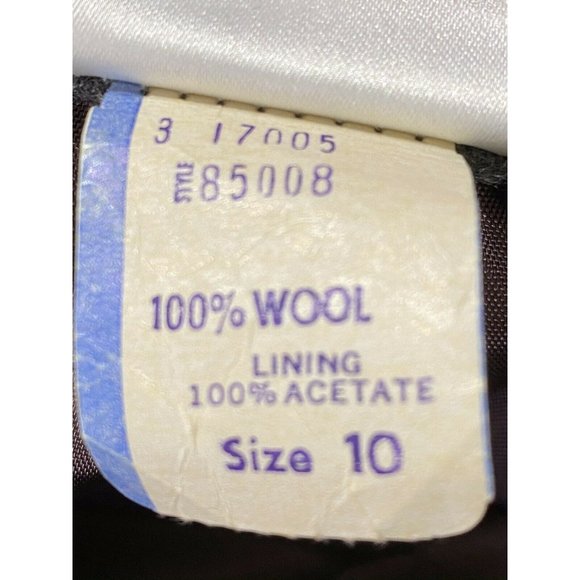 3 17005
STYLE 85008
100% WOOL
LINING
100% ACETATE
Size 10